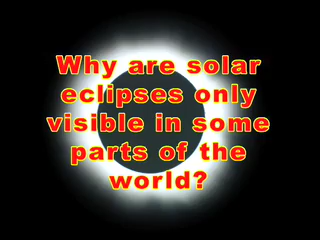 Why are solar
eclipses only
visible in some
parts of the
world?